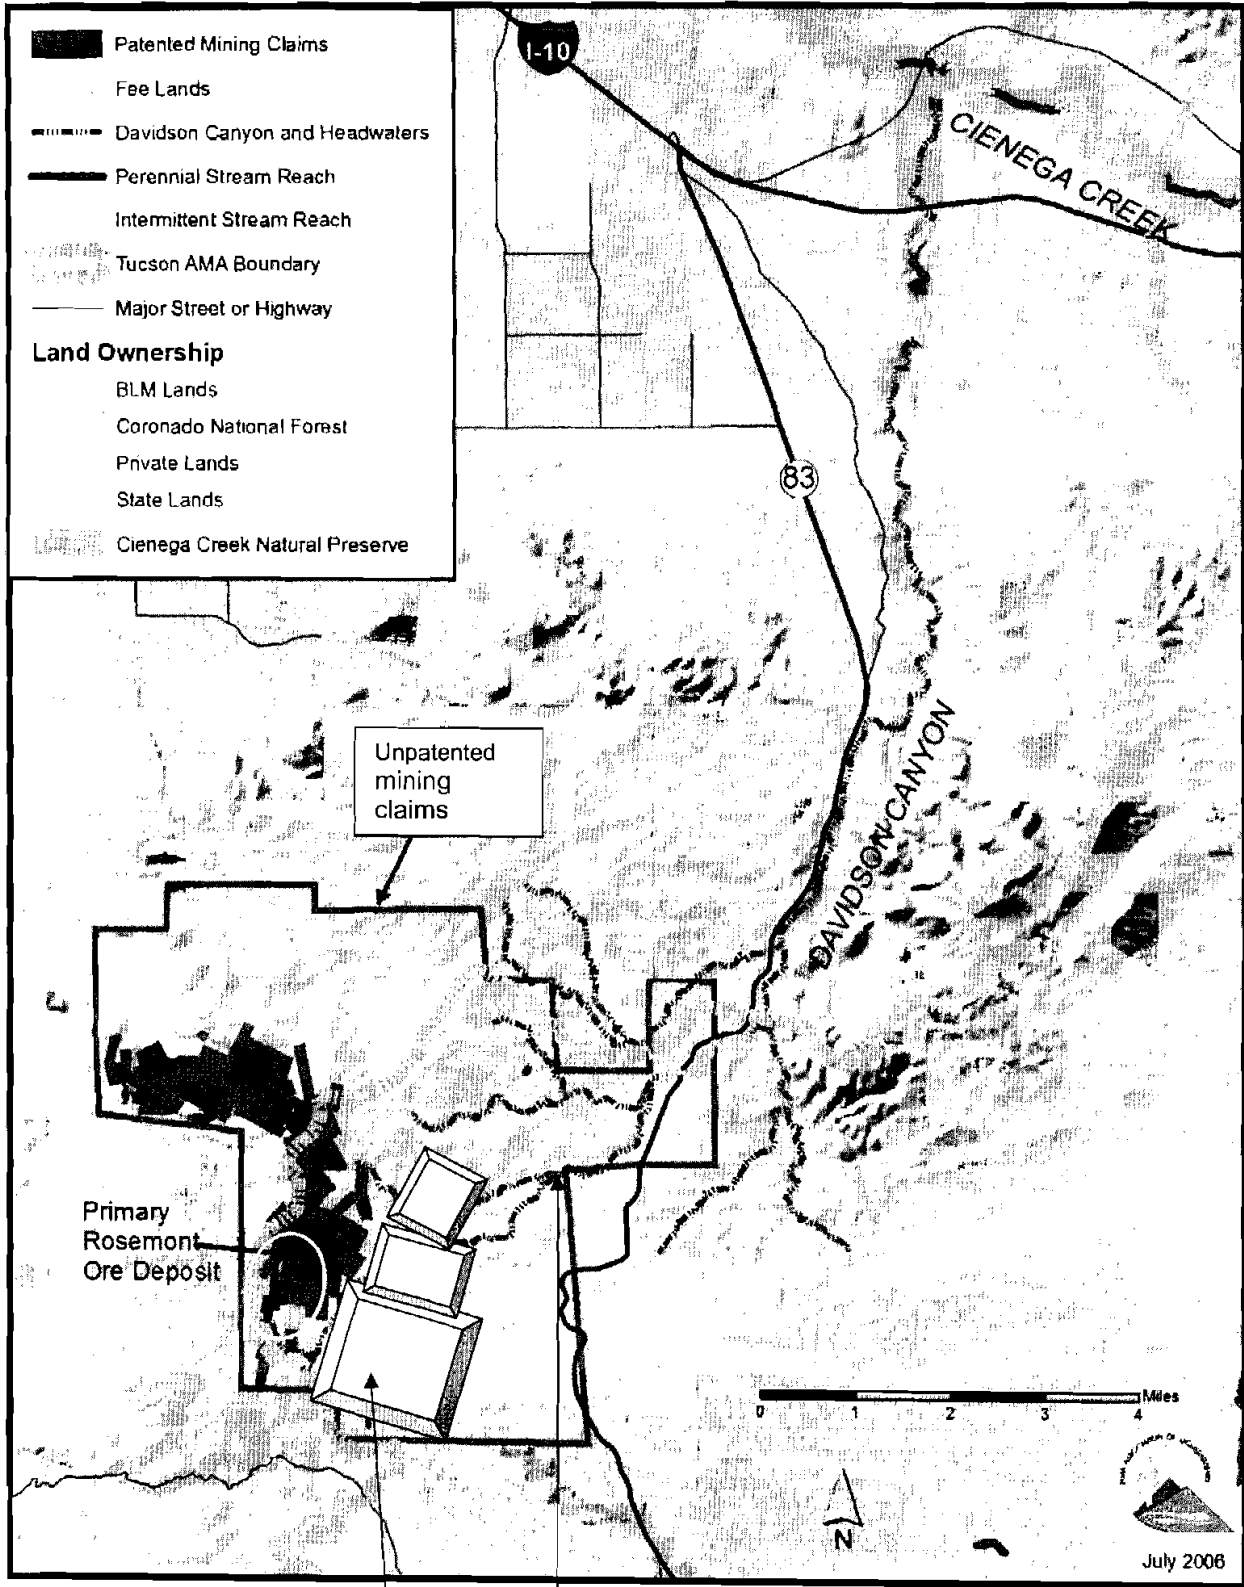 Patented Mining Claims
Fee Lands
Davidson Canyon and Headwaters
Perennial Stream Reach
Intermittent Stream Reach
Tucson AMA Boundary
Major Street or Highway
Land Ownership
BLM Lands
Coronado National Forest
Private Lands
State Lands
Cienega Creek Natural Preserve
I-10
CIENEGA CREEK
83
DAVIDSON CANYON
Unpatented
mining
claims
Primary
Rosemont
Ore Deposit
Miles
0 1 2 3 4
N
July 2006